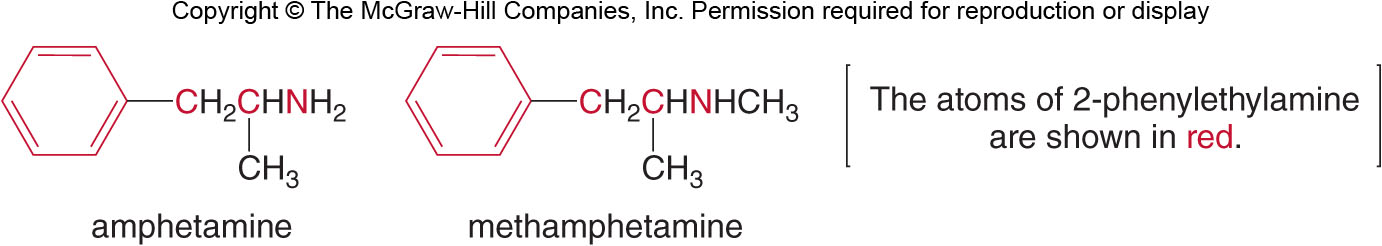 Copyright © The McGraw-Hill Companies, Inc. Permission required for reproduction or display
CH₂CHNH₂
CH₃
amphetamine
CH₂CHNHCH₃
CH₃
methamphetamine
The atoms of 2-phenylethylamine
are shown in red.